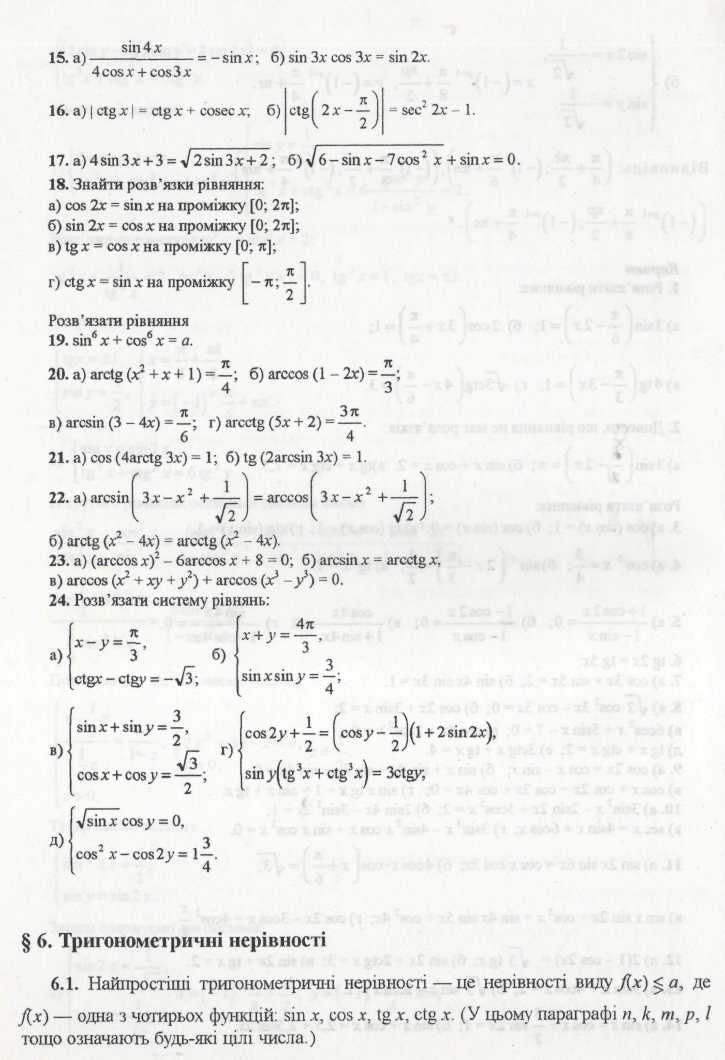 15. а) sin 4x / (4 cos x + cos 3x) = – sin x; б) sin 3x cos 3x = sin 2x.
16. а) | ctg x | = ctg x + cosec x; б) |ctg(2x – π/2)| = sec² 2x – 1.
17. а) 4 sin 3x + 3 = √(2 sin 3x + 2); б) √(6 – sin x – 7 cos² x) + sin x = 0.
18. Знайти розв’язки рівняння:
а) cos 2x = sin x на проміжку [0; 2π];
б) sin 2x = cos x на проміжку [0; 2π];
в) tg x = cos x на проміжку [0; π];
г) ctg x = sin x на проміжку [– π; π/2].
Розв’язати рівняння
19. sin⁶ x + cos⁶ x = a.
20. а) arctg (x² + x + 1) = π/4; б) arccos (1 – 2x) = π/3;
в) arcsin (3 – 4x) = π/6; г) arcctg (5x + 2) = 3π/4.
21. а) cos (4arctg 3x) = 1; б) tg (2arcsin 3x) = 1.
22. а) arcsin(3x – x² + 1/√2) = arccos(3x – x² + 1/√2);
б) arctg (x² – 4x) = arcctg (x² – 4x).
23. а) (arccos x)² – 6arccos x + 8 = 0; б) arcsin x = arcctg x,
в) arccos (x² + xy + y²) + arccos (x³ – y³) = 0.
24. Розв’язати систему рівнянь:
а) { x – y = π/3, ctgx – ctgy = –√3; б) { x + y = 4π/3, sin x sin y = 3/4;
в) { sin x + sin y = 3/2, cos x + cos y = √3/2; г) { cos 2y + 1/2 = (cos y – 1/2)(1 + 2 sin 2x), sin y(tg³x + ctg³x) = 3ctgy;
д) { √(sin x) cos y = 0, cos² x – cos 2y = 1 3/4.
§ 6. Тригонометричні нерівності
6.1. Найпростіші тригонометричні нерівності — це нерівності виду f(x) ≶ a, де
f(x) — одна з чотирьох функцій: sin x, cos x, tg x, ctg x. (У цьому параграфі n, k, m, p, l
тощо означають будь-які цілі числа.)